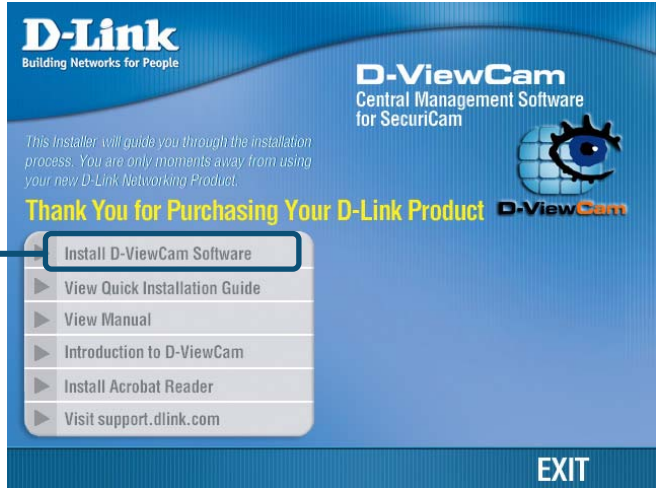 D-Link
Building Networks for People
D-ViewCam
Central Management Software
for SecuriCam
This Installer will guide you through the installation
process. You are only moments away from using
your new D-Link Networking Product.
Thank You for Purchasing Your D-Link Product
D-ViewCam
Install D-ViewCam Software
View Quick Installation Guide
View Manual
Introduction to D-ViewCam
Install Acrobat Reader
Visit support.dlink.com
EXIT